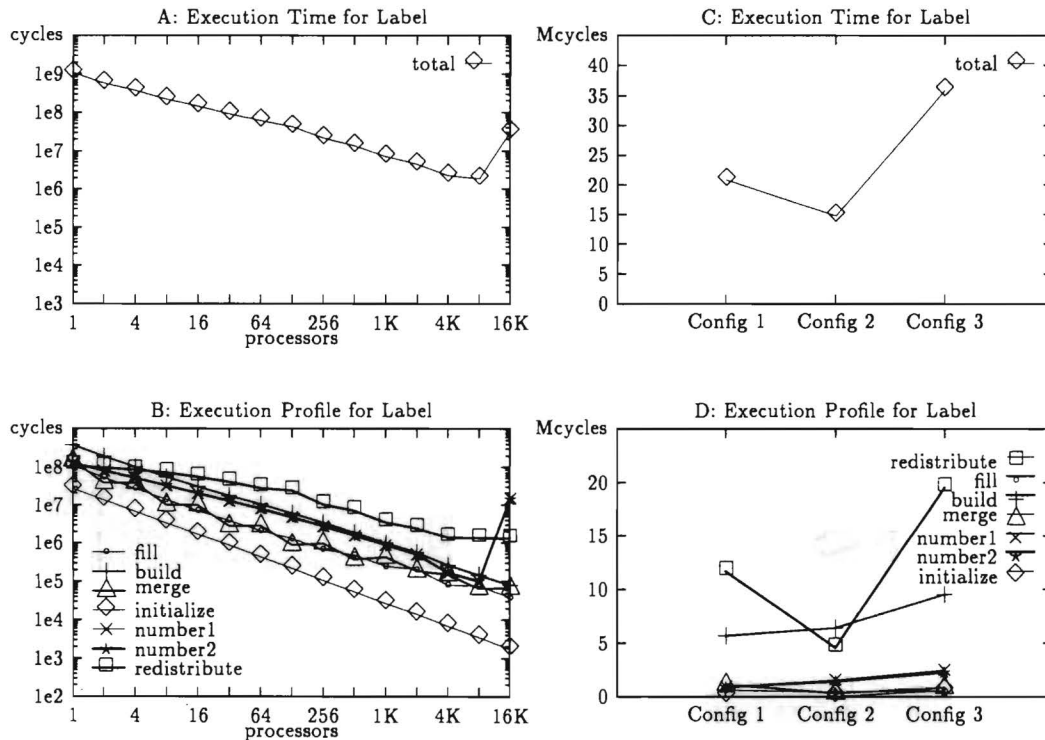 A: Execution Time for Label
cycles
total
1e9
1e8
1e7
1e6
1e5
1e4
1e3
1 4 16 64 256 1K 4K 16K
processors
C: Execution Time for Label
Mcycles
total
40
35
30
25
20
15
10
5
0
Config 1 Config 2 Config 3
B: Execution Profile for Label
cycles
1e8
1e7
1e6
1e5
1e4
1e3
1e2
fill
build
merge
initialize
number1
number2
redistribute
1 4 16 64 256 1K 4K 16K
processors
D: Execution Profile for Label
Mcycles
redistribute
fill
build
merge
number1
number2
initialize
20
15
10
5
0
Config 1 Config 2 Config 3